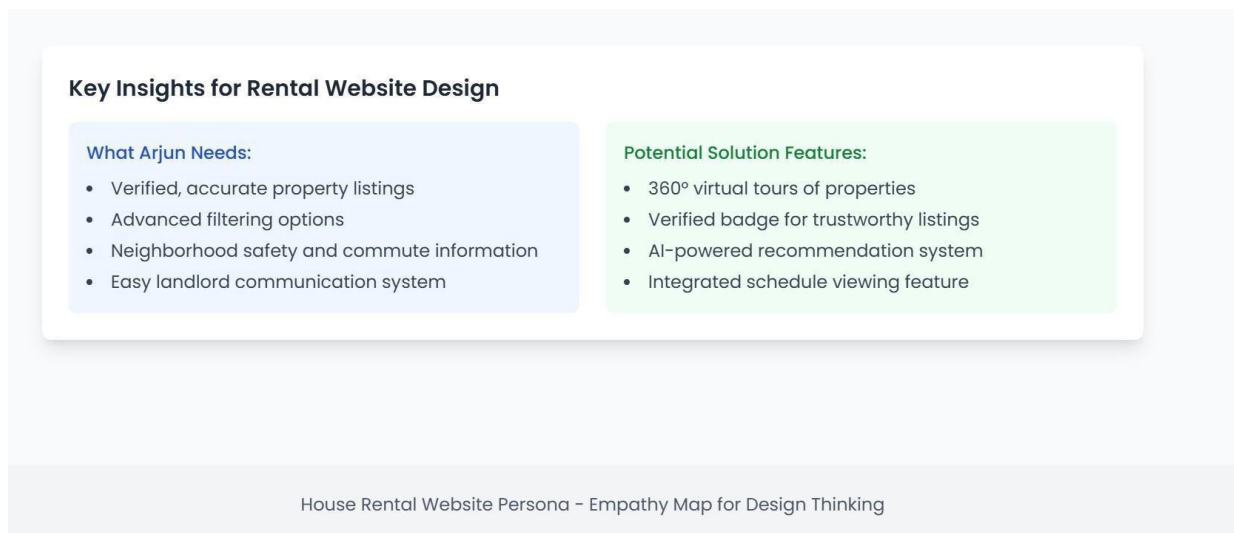 Key Insights for Rental Website Design
What Arjun Needs:
Verified, accurate property listings
Advanced filtering options
Neighborhood safety and commute information
Easy landlord communication system
Potential Solution Features:
360° virtual tours of properties
Verified badge for trustworthy listings
AI-powered recommendation system
Integrated schedule viewing feature
House Rental Website Persona - Empathy Map for Design Thinking